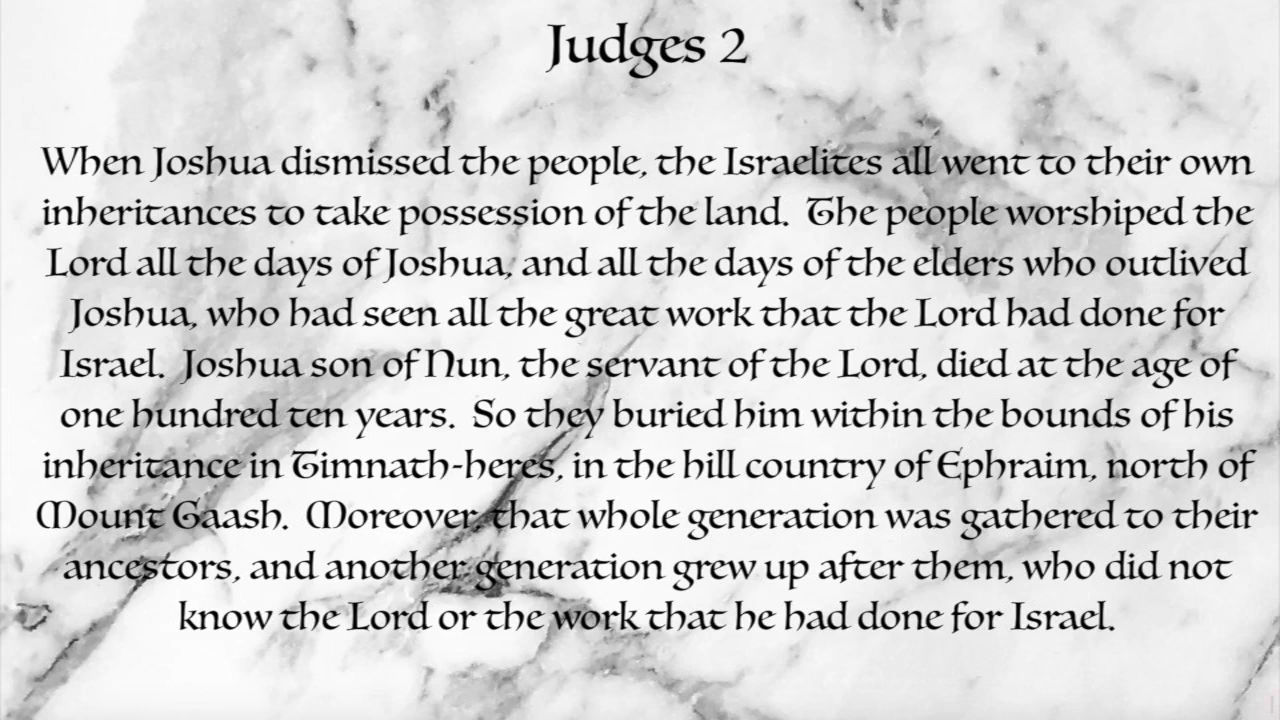 Judges 2
When Joshua dismissed the people, the Israelites all went to their own
inheritances to take possession of the land.  The people worshiped the
Lord all the days of Joshua, and all the days of the elders who outlived
Joshua, who had seen all the great work that the Lord had done for
Israel.  Joshua son of Nun, the servant of the Lord, died at the age of
one hundred ten years.  So they buried him within the bounds of his
inheritance in Timnath-heres, in the hill country of Ephraim, north of
Mount Gaash.  Moreover, that whole generation was gathered to their
ancestors, and another generation grew up after them, who did not
know the Lord or the work that he had done for Israel.